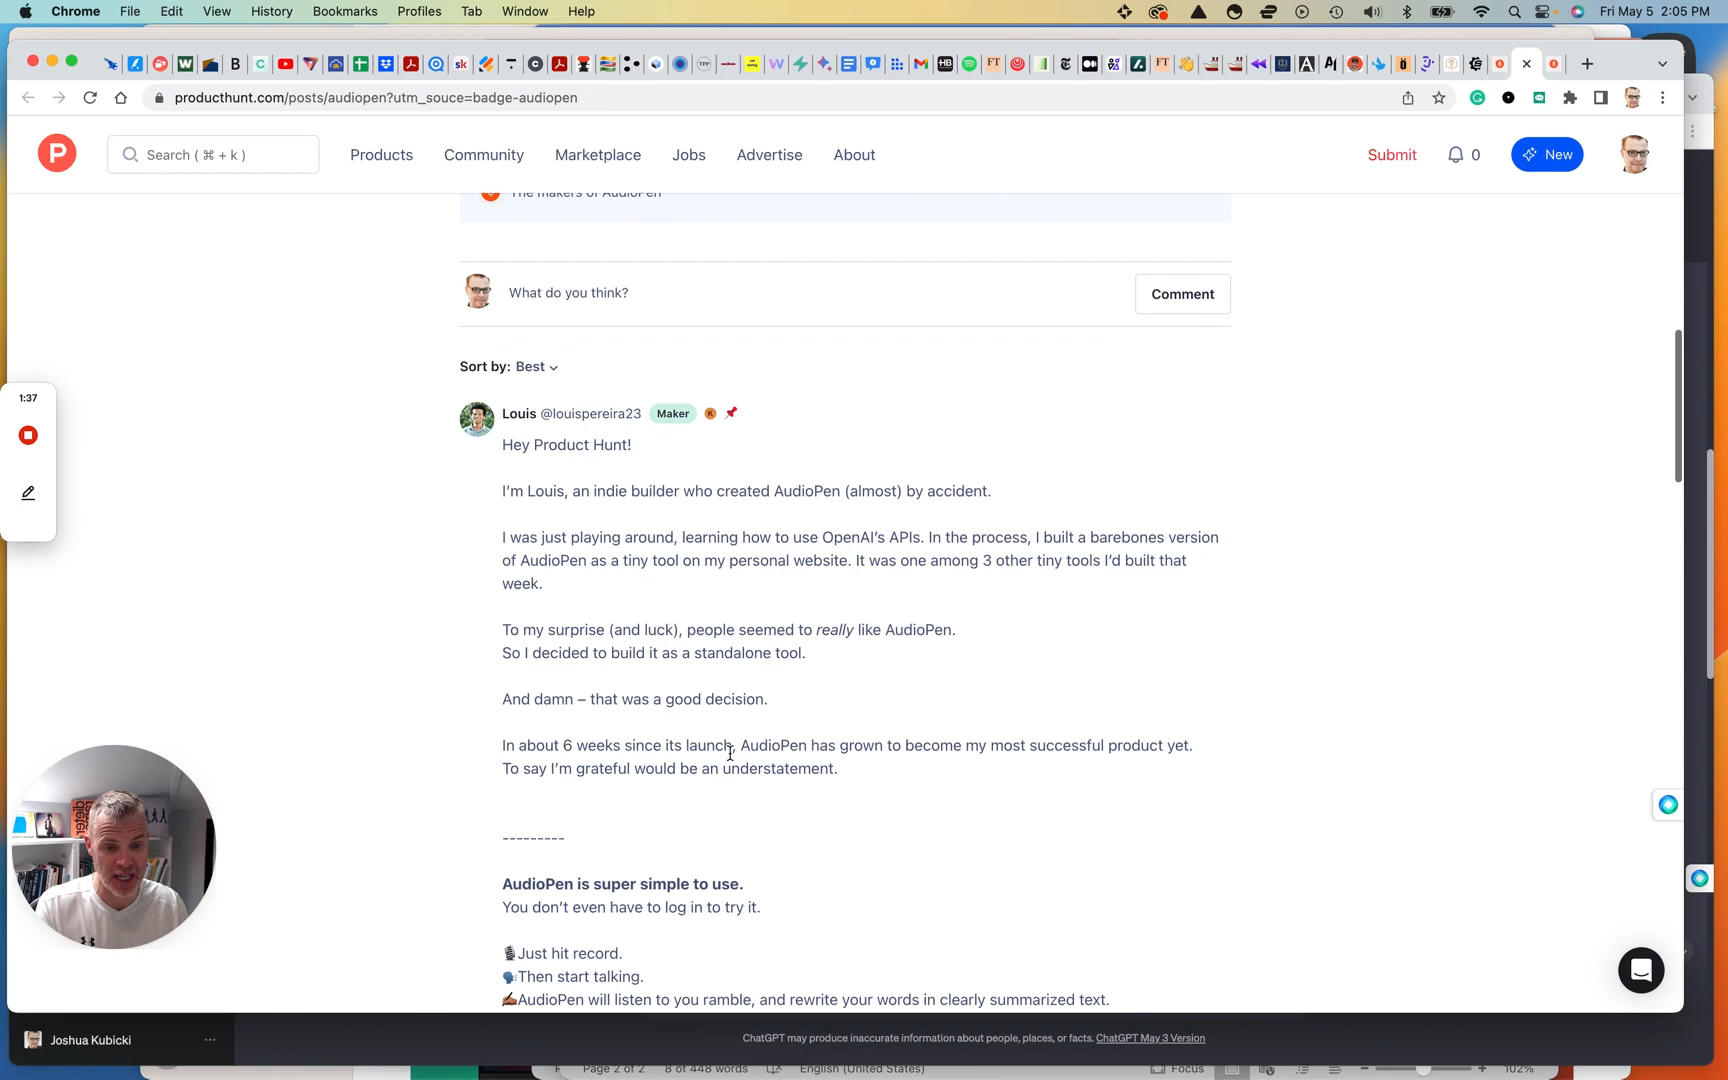 Chrome File Edit View History Bookmarks Profiles Tab Window Help
Fri May 5 2:05 PM
producthunt.com/posts/audiopen?utm_souce=badge-audiopen
P
Search ( ⌘ + k )
Products Community Marketplace Jobs Advertise About
Submit 0 New
The makers of AudioPen
What do you think?
Comment
Sort by: Best
1:37
Louis @louispereira23 Maker K
Hey Product Hunt!
I’m Louis, an indie builder who created AudioPen (almost) by accident.
I was just playing around, learning how to use OpenAI’s APIs. In the process, I built a barebones version
of AudioPen as a tiny tool on my personal website. It was one among 3 other tiny tools I’d built that
week.
To my surprise (and luck), people seemed to really like AudioPen.
So I decided to build it as a standalone tool.
And damn – that was a good decision.
In about 6 weeks since its launch, AudioPen has grown to become my most successful product yet.
To say I’m grateful would be an understatement.
---------
AudioPen is super simple to use.
You don’t even have to log in to try it.
🎙️Just hit record.
🗣️Then start talking.
✍🏾AudioPen will listen to you ramble, and rewrite your words in clearly summarized text.
Joshua Kubicki ...
ChatGPT may produce inaccurate information about people, places, or facts. ChatGPT May 3 Version
Page 2 of 2 8 of 448 words English (United States) Focus 102%